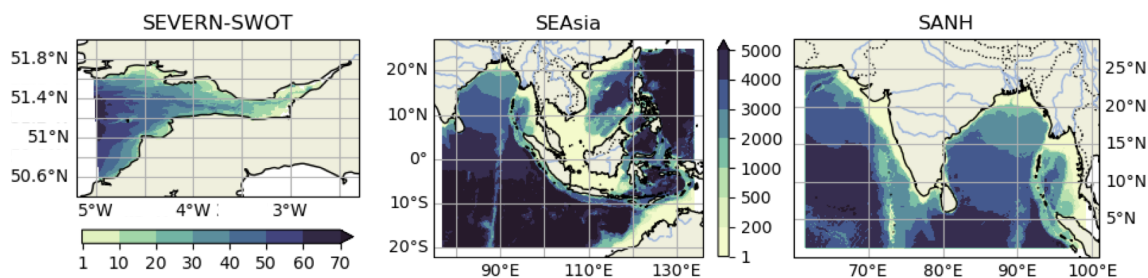 SEVERN-SWOT
51.8°N
51.4°N
51°N
50.6°N
5°W
4°W
3°W
1 10 20 30 40 50 60 70
SEAsia
20°N
10°N
0°
10°S
20°S
90°E 110°E 130°E
5000
4000
3000
2000
1000
500
200
1
SANH
25°N
20°N
15°N
10°N
5°N
70°E 80°E 90°E 100°E